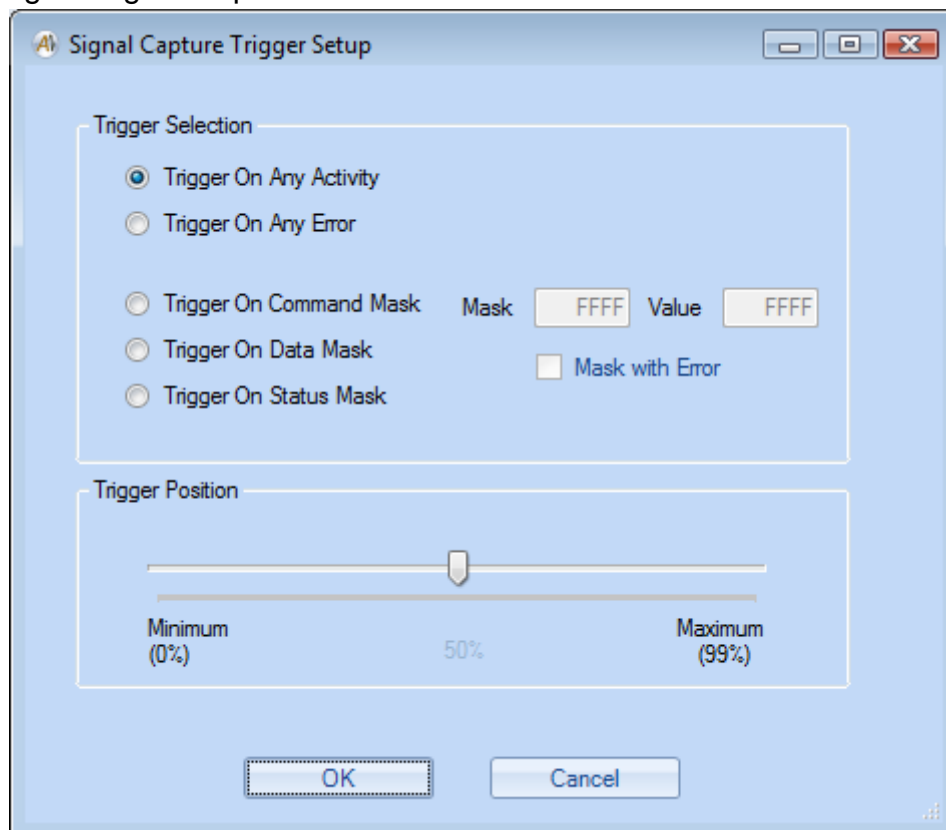 Signal Capture Trigger Setup
Trigger Selection
Trigger On Any Activity
Trigger On Any Error
Trigger On Command Mask Mask FFFF Value FFFF
Trigger On Data Mask
Mask with Error
Trigger On Status Mask
Trigger Position
Minimum
(0%)
50%
Maximum
(99%)
OK Cancel